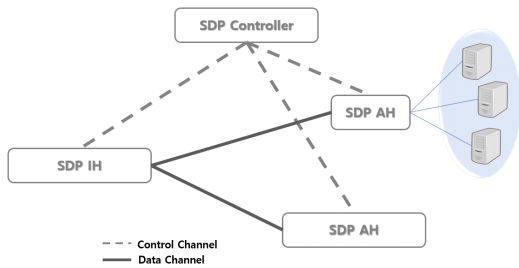 SDP Controller
SDP AH
SDP IH
SDP AH
Control Channel
Data Channel